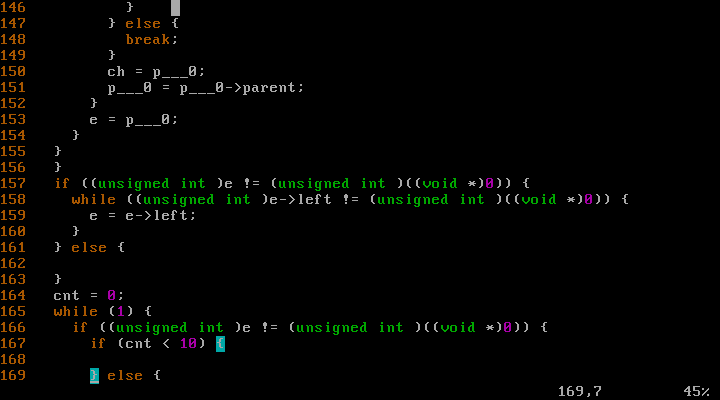 146           }
147         } else {
148           break;
149         }
150         ch = p___0;
151         p___0 = p___0->parent;
152       }
153       e = p___0;
154     }
155   }
156   }
157   if ((unsigned int )e != (unsigned int )((void *)0)) {
158     while ((unsigned int )e->left != (unsigned int )((void *)0)) {
159       e = e->left;
160     }
161   } else {
162
163   }
164   cnt = 0;
165   while (1) {
166     if ((unsigned int )e != (unsigned int )((void *)0)) {
167       if (cnt < 10) {
168
169       } else {
169,7          45%